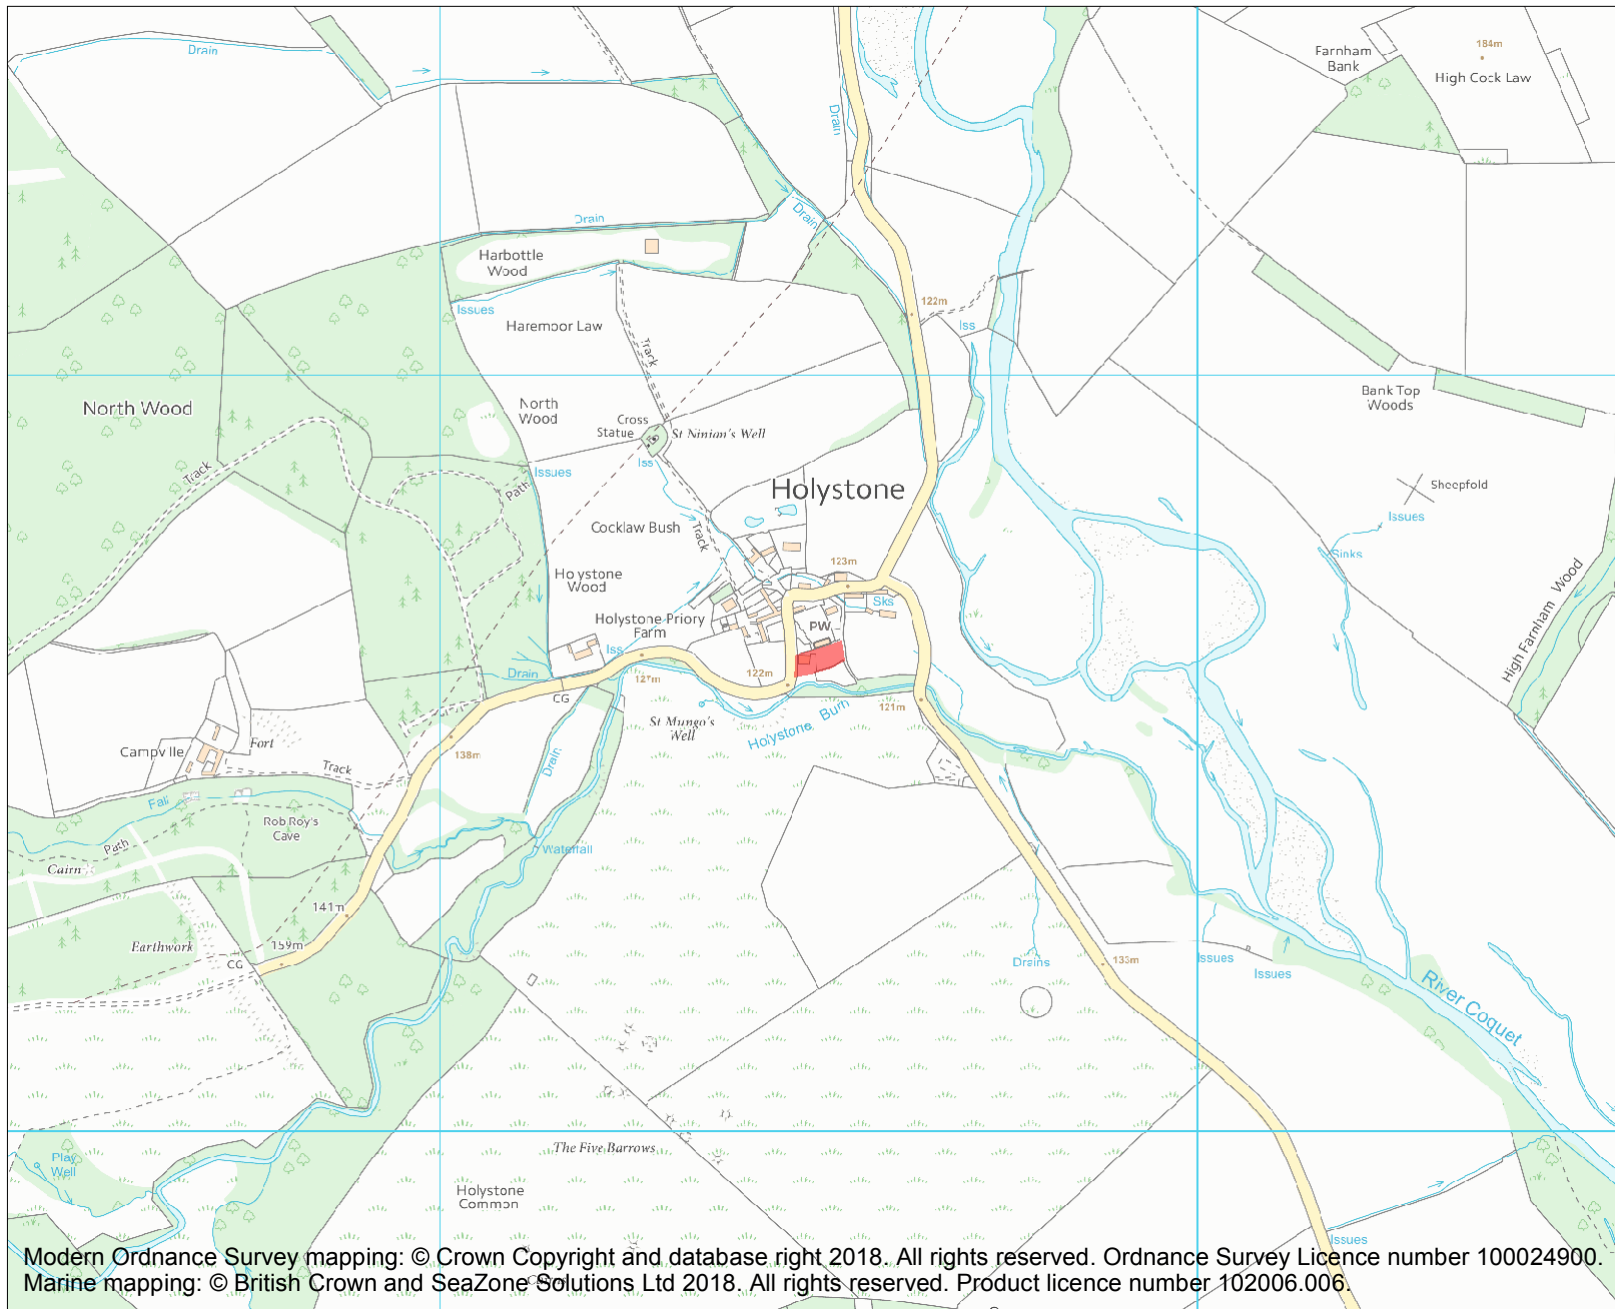 Drain
Farnham
Bank
184m
High Cock Law
Drain
Drain
Drain
Harbottle
Wood
Issues
122m
Iss
Haremoor Law
Track
North Wood
North
Wood
Cross
Statue
St Ninian's Well
Iss
Bank Top
Woods
Track
Path
Issues
Holystone
Sheepfold
Issues
Cocklaw Bush
Track
Sinks
123m
Holystone
Wood
Sks
High Farnham Wood
Holystone Priory
Farm
PW
Iss
Drain
127m
122m
CG
121m
St Mungo's
Well
Holystone Burn
Campville
Fort
138m
Drain
Track
Fall
Rob Roy's
Cave
Path
Waterfall
Cairn
141m
Earthwork
159m
CG
Drains
133m
Issues
Issues
River Coquet
The Five Barrows
Play
Well
Holystone
Common
Issues
Modern Ordnance Survey mapping: © Crown Copyright and database right 2018. All rights reserved. Ordnance Survey Licence number 100024900.
Marine mapping: © British Crown and SeaZone Solutions Ltd 2018. All rights reserved. Product licence number 102006.006.